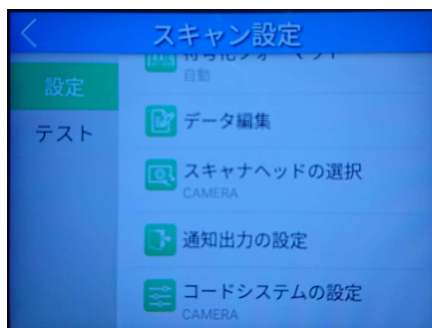 スキャン設定
設定
テスト
自動
データ編集
スキャナヘッドの選択
CAMERA
通知出力の設定
コードシステムの設定
CAMERA